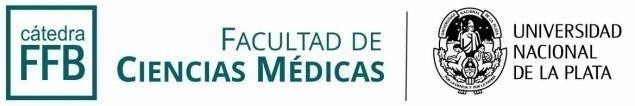 cátedra
FFB
FACULTAD DE
CIENCIAS MÉDICAS
UNIVERSIDAD
NACIONAL
DE LA PLATA